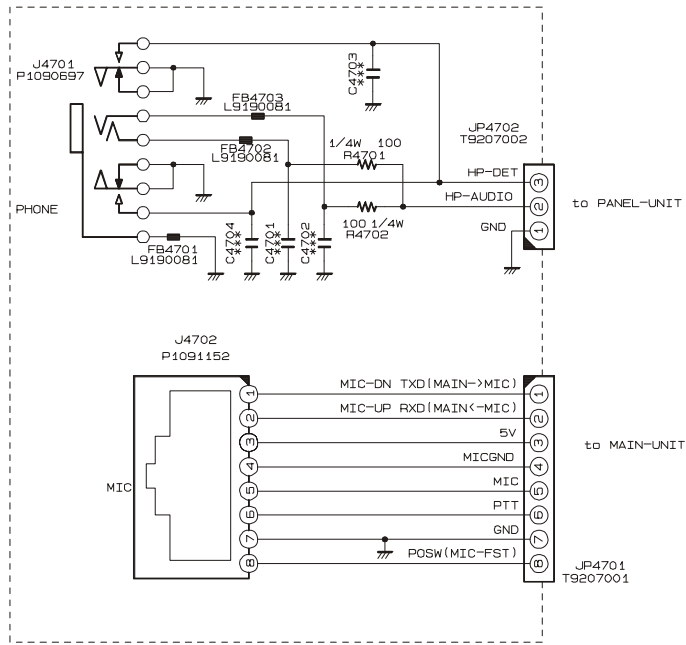 J4701
P1090697
C4703
***
FB4703
L9190081
FB4702
L9190081
1/4W 100
R4701
JP4702
T9207002
HP-DET
3
HP-AUDIO
2
to PANEL-UNIT
GND
1
PHONE
100 1/4W
R4702
C4704
***
C4701
***
C4702
***
FB4701
L9190081
J4702
P1091152
1
MIC-DN TXD(MAIN->MIC)
1
2
MIC-UP RXD(MAIN<-MIC)
2
3
5V
3
to MAIN-UNIT
4
MICGND
4
MIC
5
MIC
5
6
PTT
6
7
GND
7
8
POSW(MIC-FST)
8
JP4701
T9207001